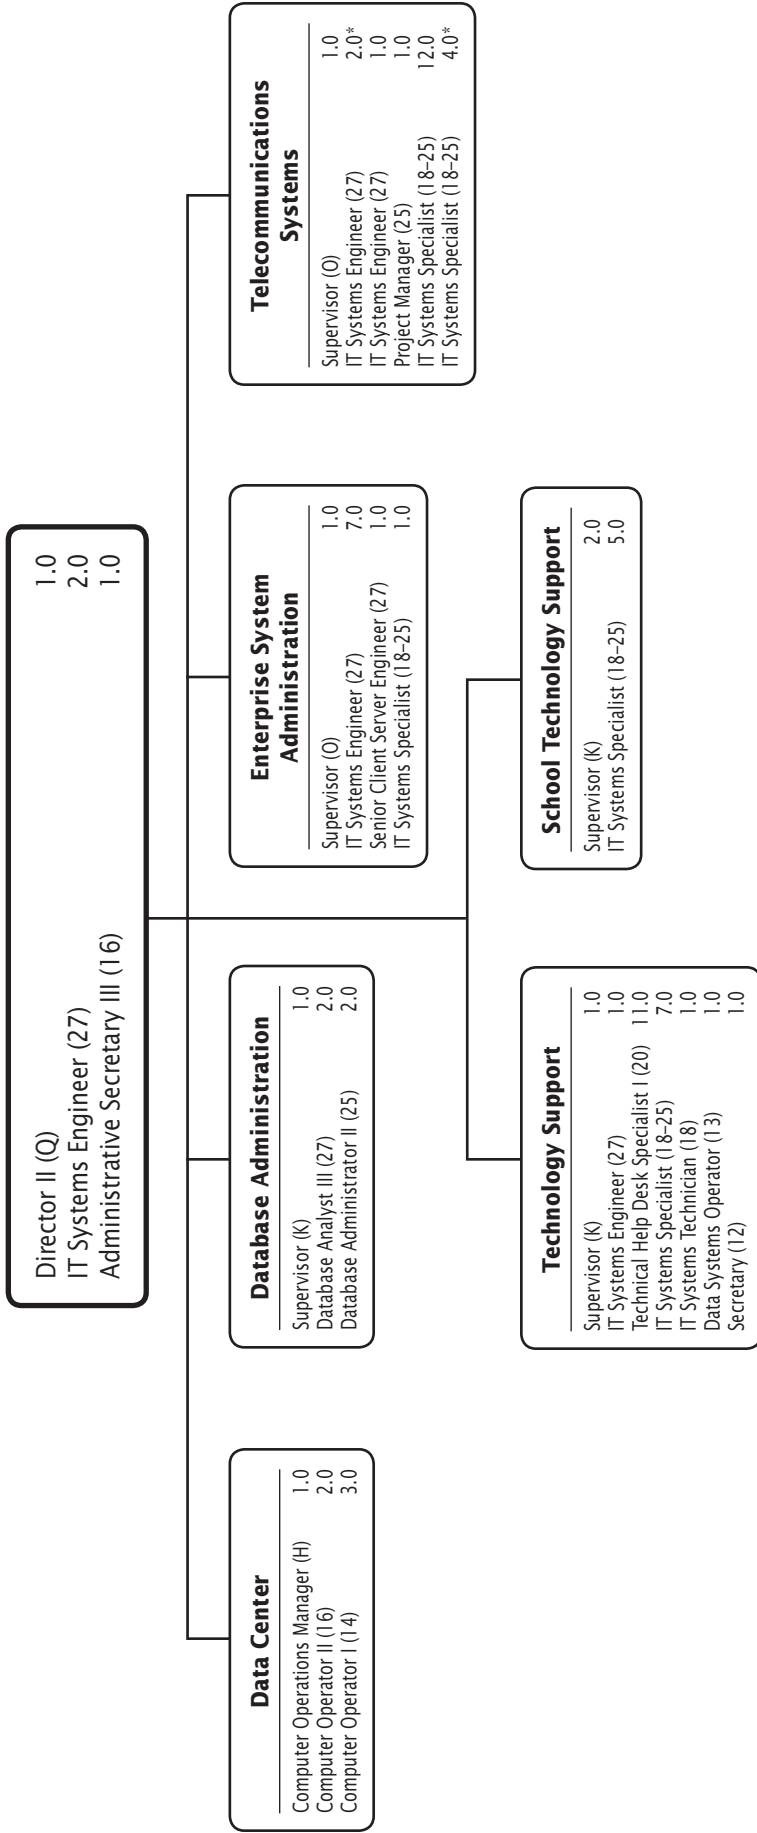 Director II (Q) 1.0
IT Systems Engineer (27) 2.0
Administrative Secretary III (16) 1.0
Data Center
Computer Operations Manager (H) 1.0
Computer Operator II (16) 2.0
Computer Operator I (14) 3.0
Database Administration
Supervisor (K) 1.0
Database Analyst III (27) 2.0
Database Administrator II (25) 2.0
Enterprise System
Administration
Supervisor (O) 1.0
IT Systems Engineer (27) 7.0
Senior Client Server Engineer (27) 1.0
IT Systems Specialist (18–25) 1.0
Telecommunications
Systems
Supervisor (O) 1.0
IT Systems Engineer (27) 2.0*
IT Systems Engineer (27) 1.0
Project Manager (25) 1.0
IT Systems Specialist (18–25) 12.0
IT Systems Specialist (18–25) 4.0*
Technology Support
Supervisor (K) 1.0
IT Systems Engineer (27) 1.0
Technical Help Desk Specialist I (20) 11.0
IT Systems Specialist (18–25) 7.0
IT Systems Technician (18) 1.0
Data Systems Operator (13) 1.0
Secretary (12) 1.0
School Technology Support
Supervisor (K) 2.0
IT Systems Specialist (18–25) 5.0